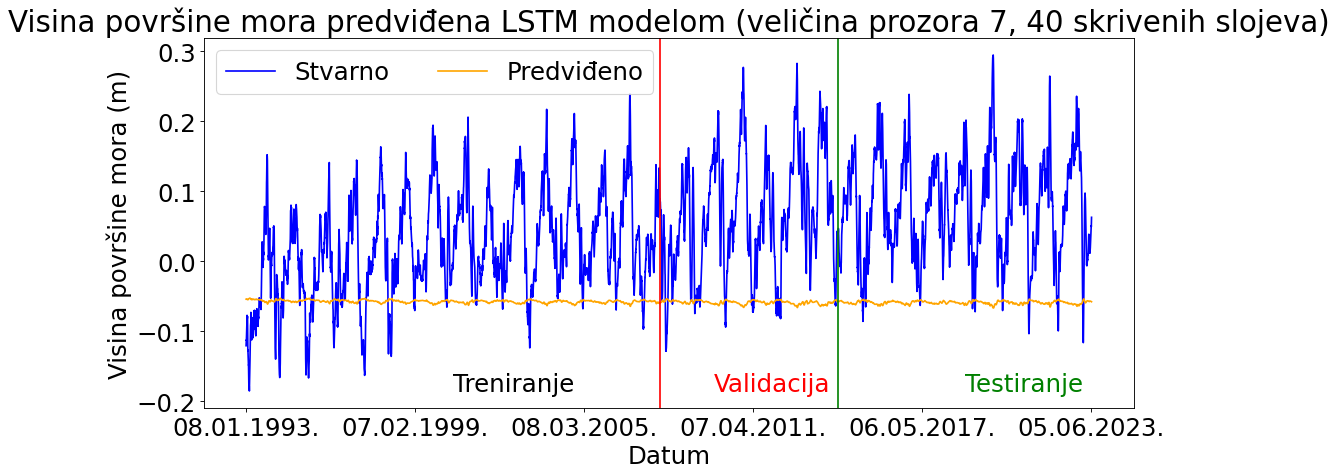 Visina površine mora predviđena LSTM modelom (veličina prozora 7, 40 skrivenih slojeva)
Stvarno
Predviđeno
Visina površine mora (m)
0.3
0.2
0.1
0.0
−0.1
−0.2
Treniranje
Validacija
Testiranje
08.01.1993.
07.02.1999.
08.03.2005.
07.04.2011.
06.05.2017.
05.06.2023.
Datum